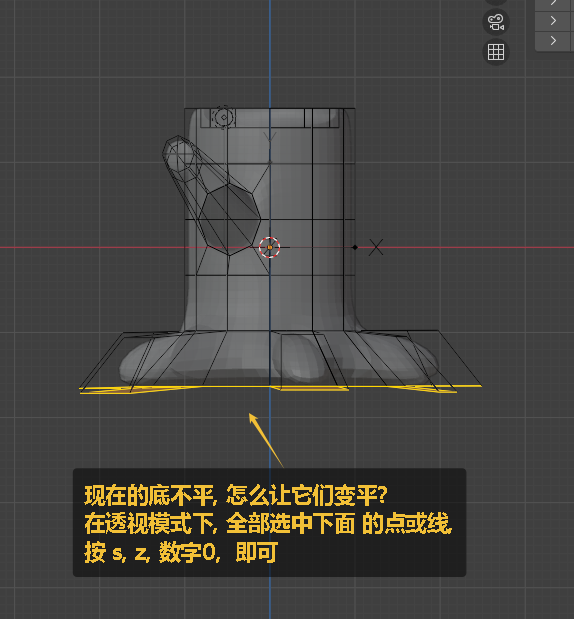 X
现在的底不平, 怎么让它们变平?
在透视模式下, 全部选中下面 的点或线,
按 s, z, 数字0,  即可